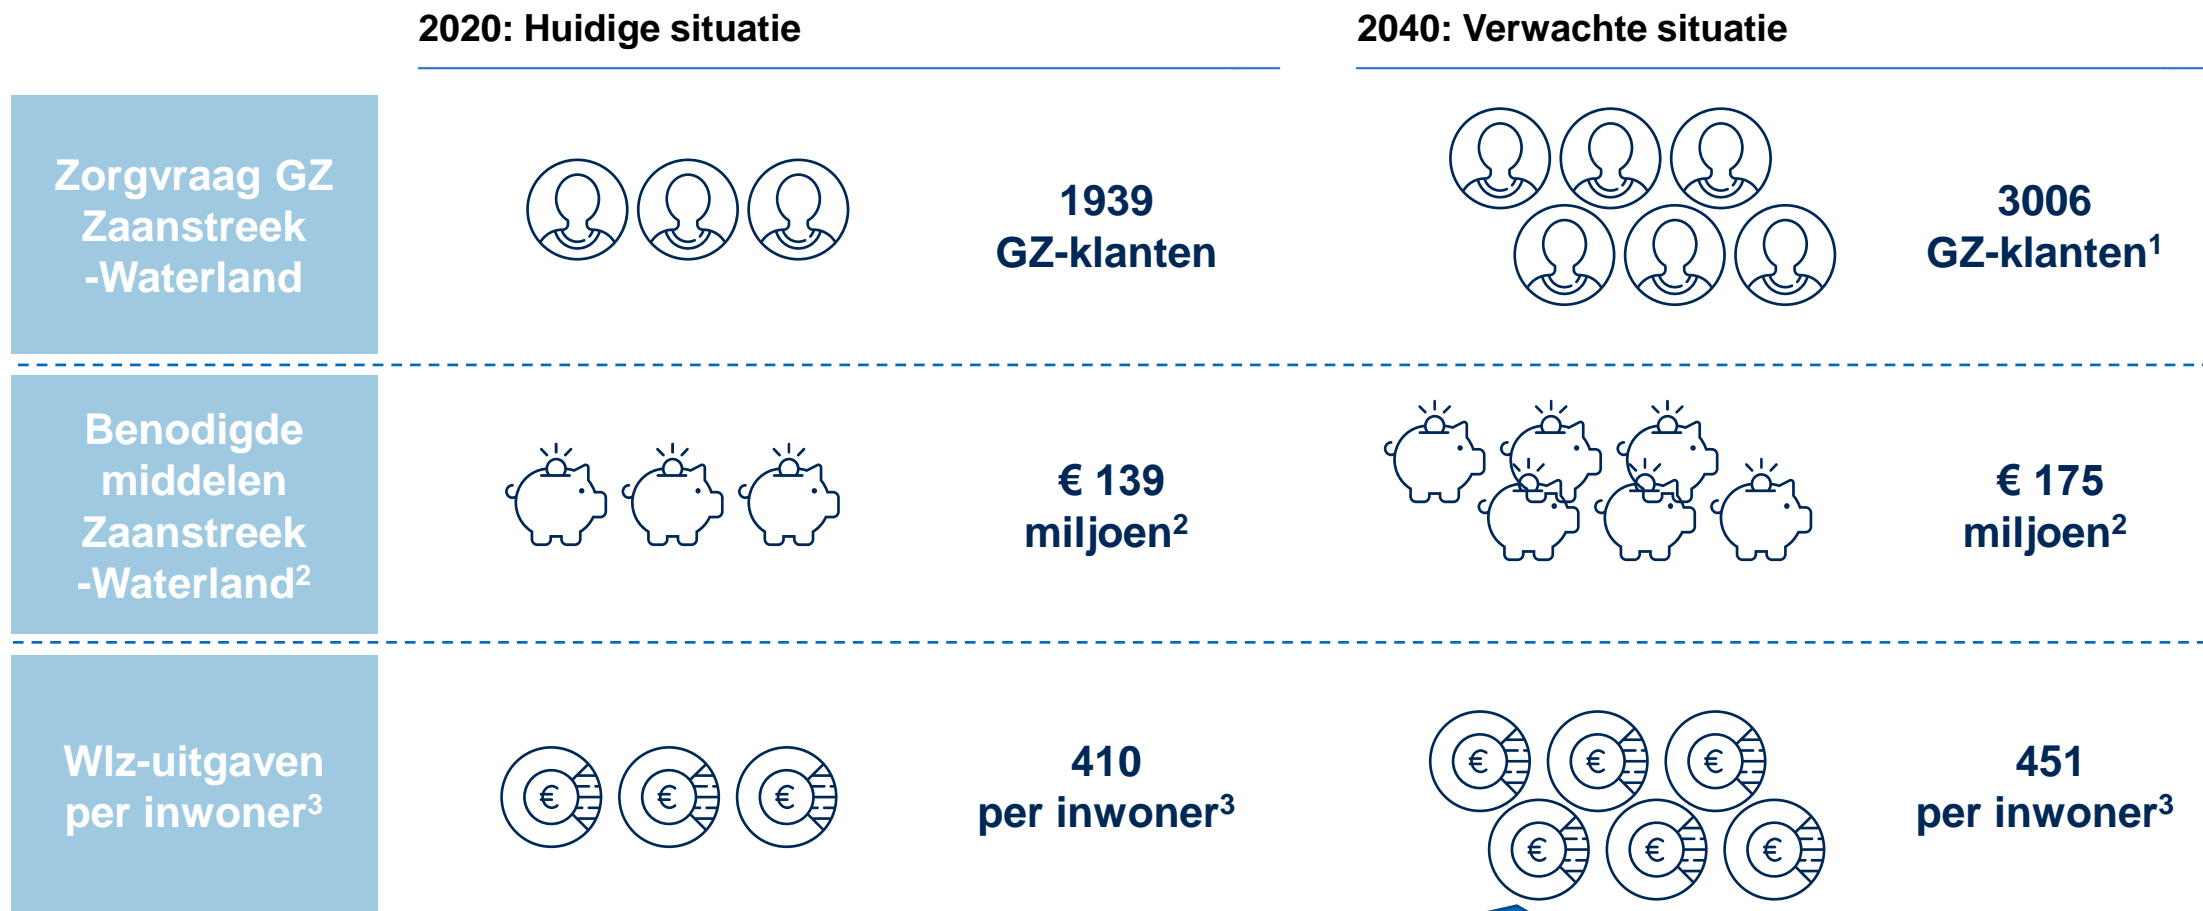 2020: Huidige situatie
2040: Verwachte situatie
Zorgvraag GZ
Zaanstreek
-Waterland
1939
GZ-klanten
3006
GZ-klanten¹
Benodigde
middelen
Zaanstreek
-Waterland²
€ 139
miljoen²
€ 175
miljoen²
Wlz-uitgaven
per inwoner³
€ € €
410
per inwoner³
€ € €
€ € €
451
per inwoner³